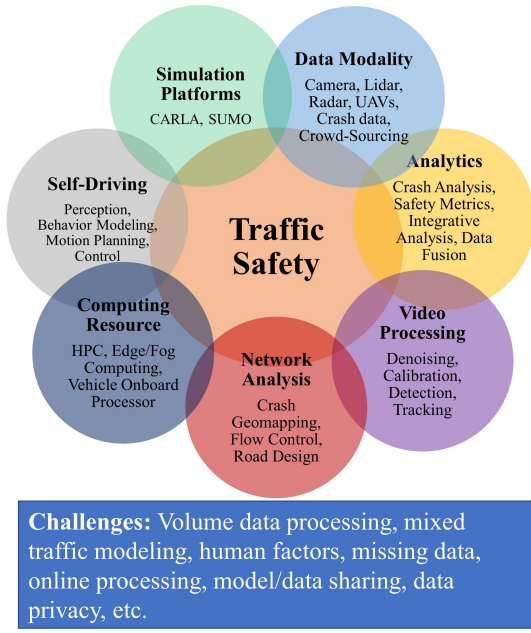 Simulation
Platforms
CARLA, SUMO
Data Modality
Camera, Lidar,
Radar, UAVs,
Crash data,
Crowd-Sourcing
Analytics
Crash Analysis,
Safety Metrics,
Integrative
Analysis, Data
Fusion
Video
Processing
Denoising,
Calibration,
Detection,
Tracking
Network
Analysis
Crash
Geomapping,
Flow Control,
Road Design
Computing
Resource
HPC, Edge/Fog
Computing,
Vehicle Onboard
Processor
Self-Driving
Perception,
Behavior Modeling,
Motion Planning,
Control
Traffic
Safety
Challenges: Volume data processing, mixed
traffic modeling, human factors, missing data,
online processing, model/data sharing, data
privacy, etc.